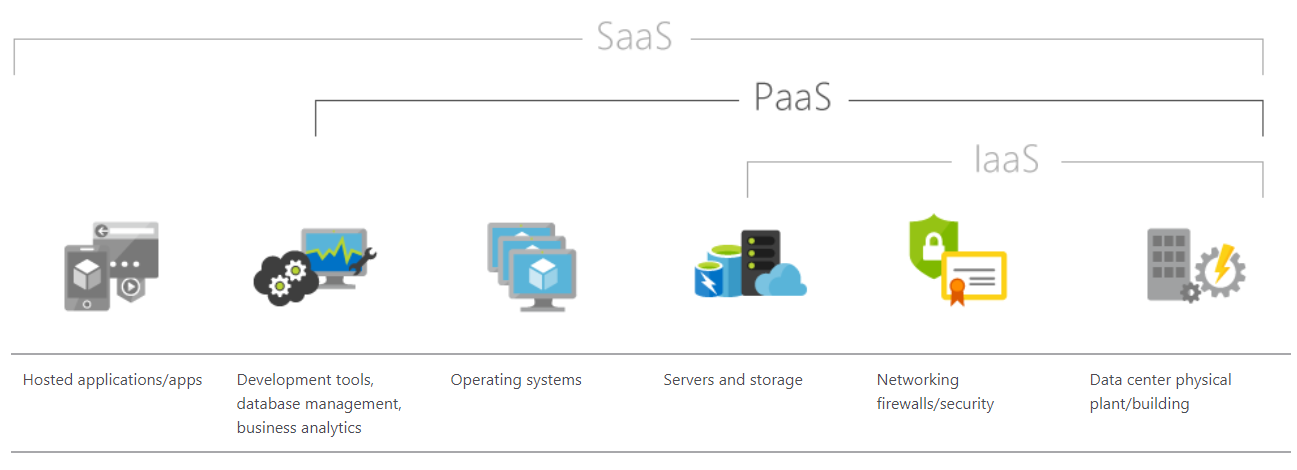 SaaS
PaaS
IaaS
Hosted applications/apps
Development tools,
database management,
business analytics
Operating systems
Servers and storage
Networking
firewalls/security
Data center physical
plant/building